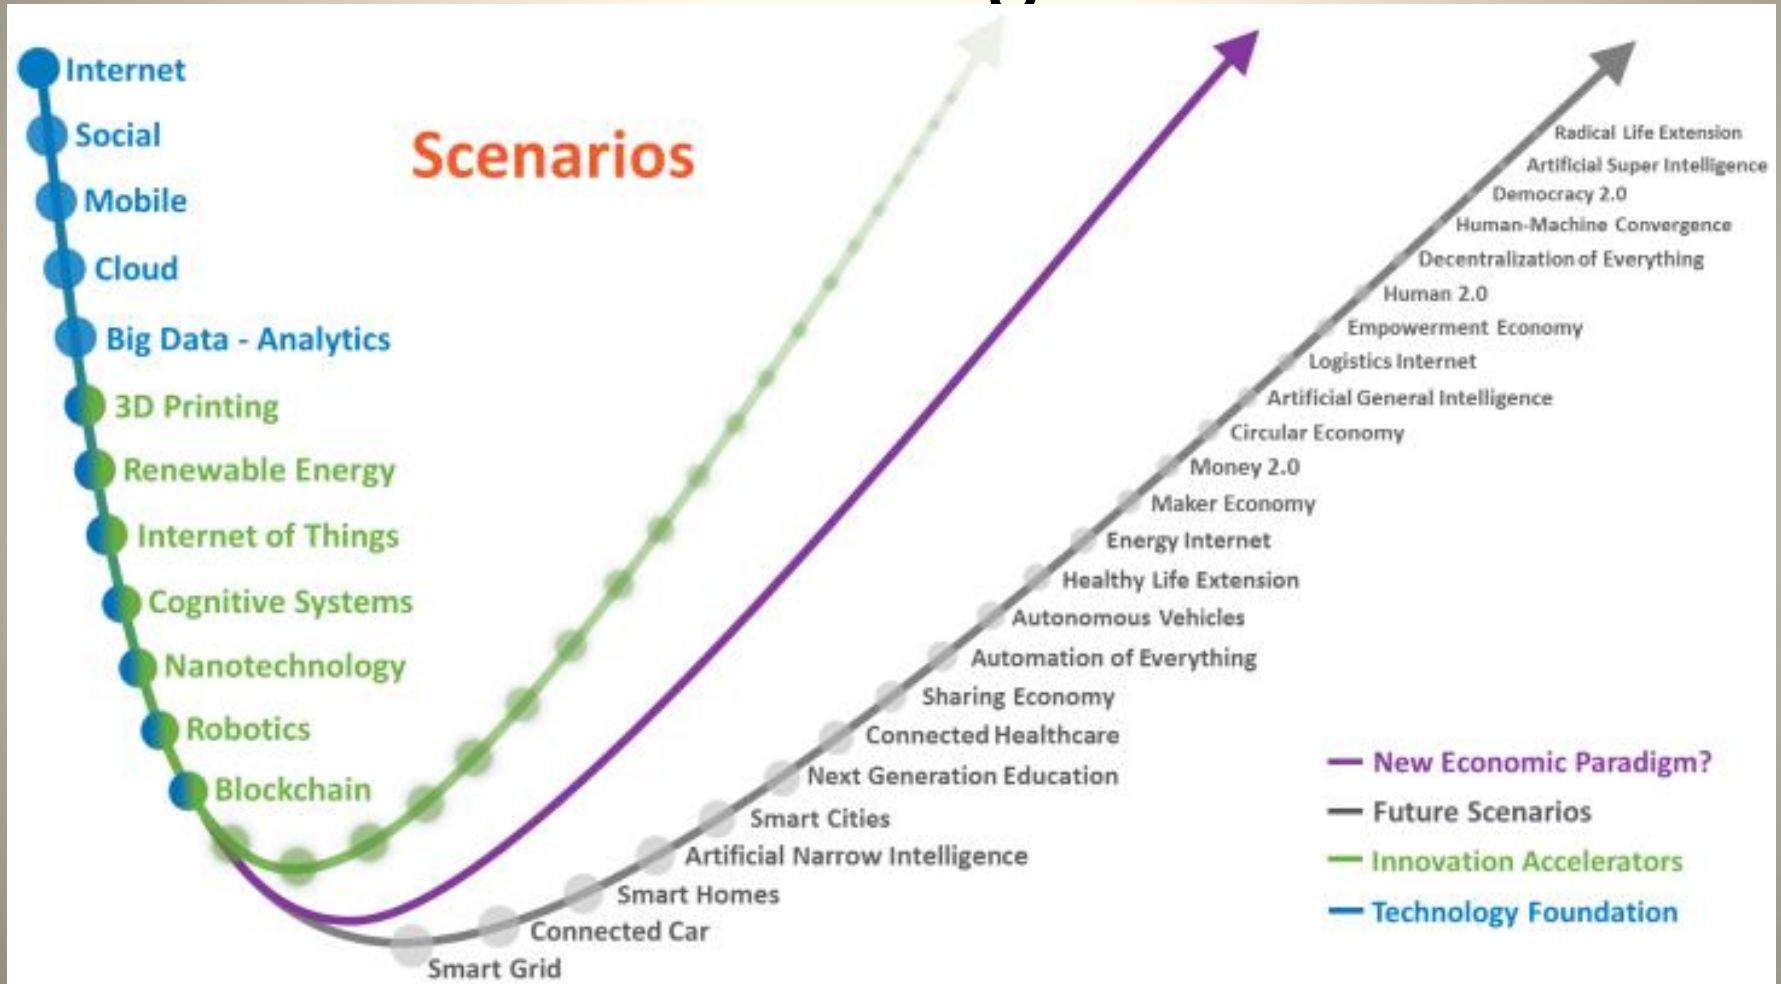 Internet
Social
Mobile
Cloud
Big Data - Analytics
3D Printing
Renewable Energy
Internet of Things
Cognitive Systems
Nanotechnology
Robotics
Blockchain
Scenarios
Radical Life Extension
Artificial Super Intelligence
Democracy 2.0
Human-Machine Convergence
Decentralization of Everything
Human 2.0
Empowerment Economy
Logistics Internet
Artificial General Intelligence
Circular Economy
Money 2.0
Maker Economy
Energy Internet
Healthy Life Extension
Autonomous Vehicles
Automation of Everything
Sharing Economy
Connected Healthcare
Next Generation Education
Smart Cities
Artificial Narrow Intelligence
Smart Homes
Connected Car
Smart Grid
New Economic Paradigm?
Future Scenarios
Innovation Accelerators
Technology Foundation